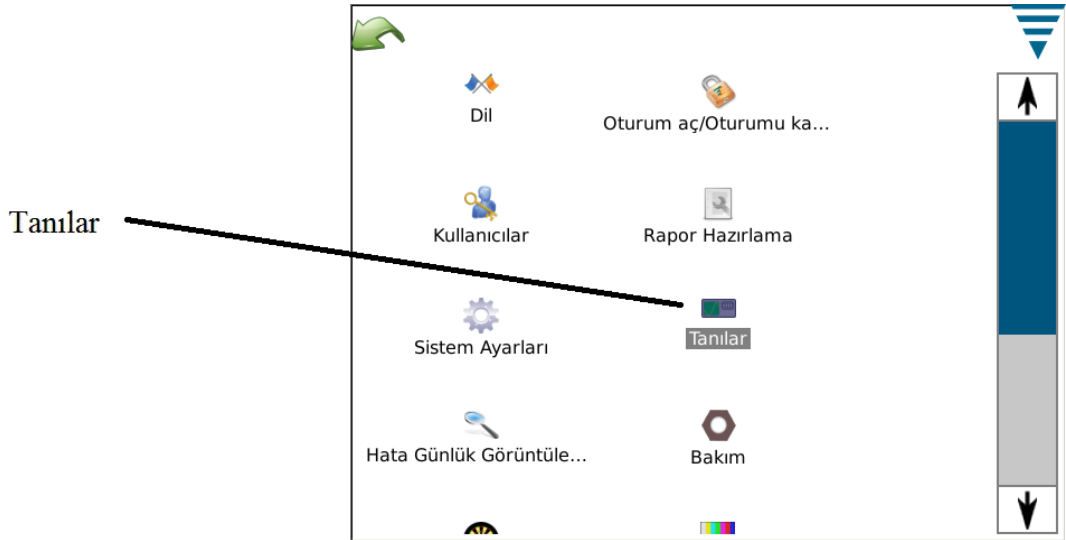 Dil
Oturum aç/Oturumu ka...
Tanılar
Kullanıcılar
Rapor Hazırlama
Sistem Ayarları
Tanılar
Hata Günlük Görüntüle...
Bakım